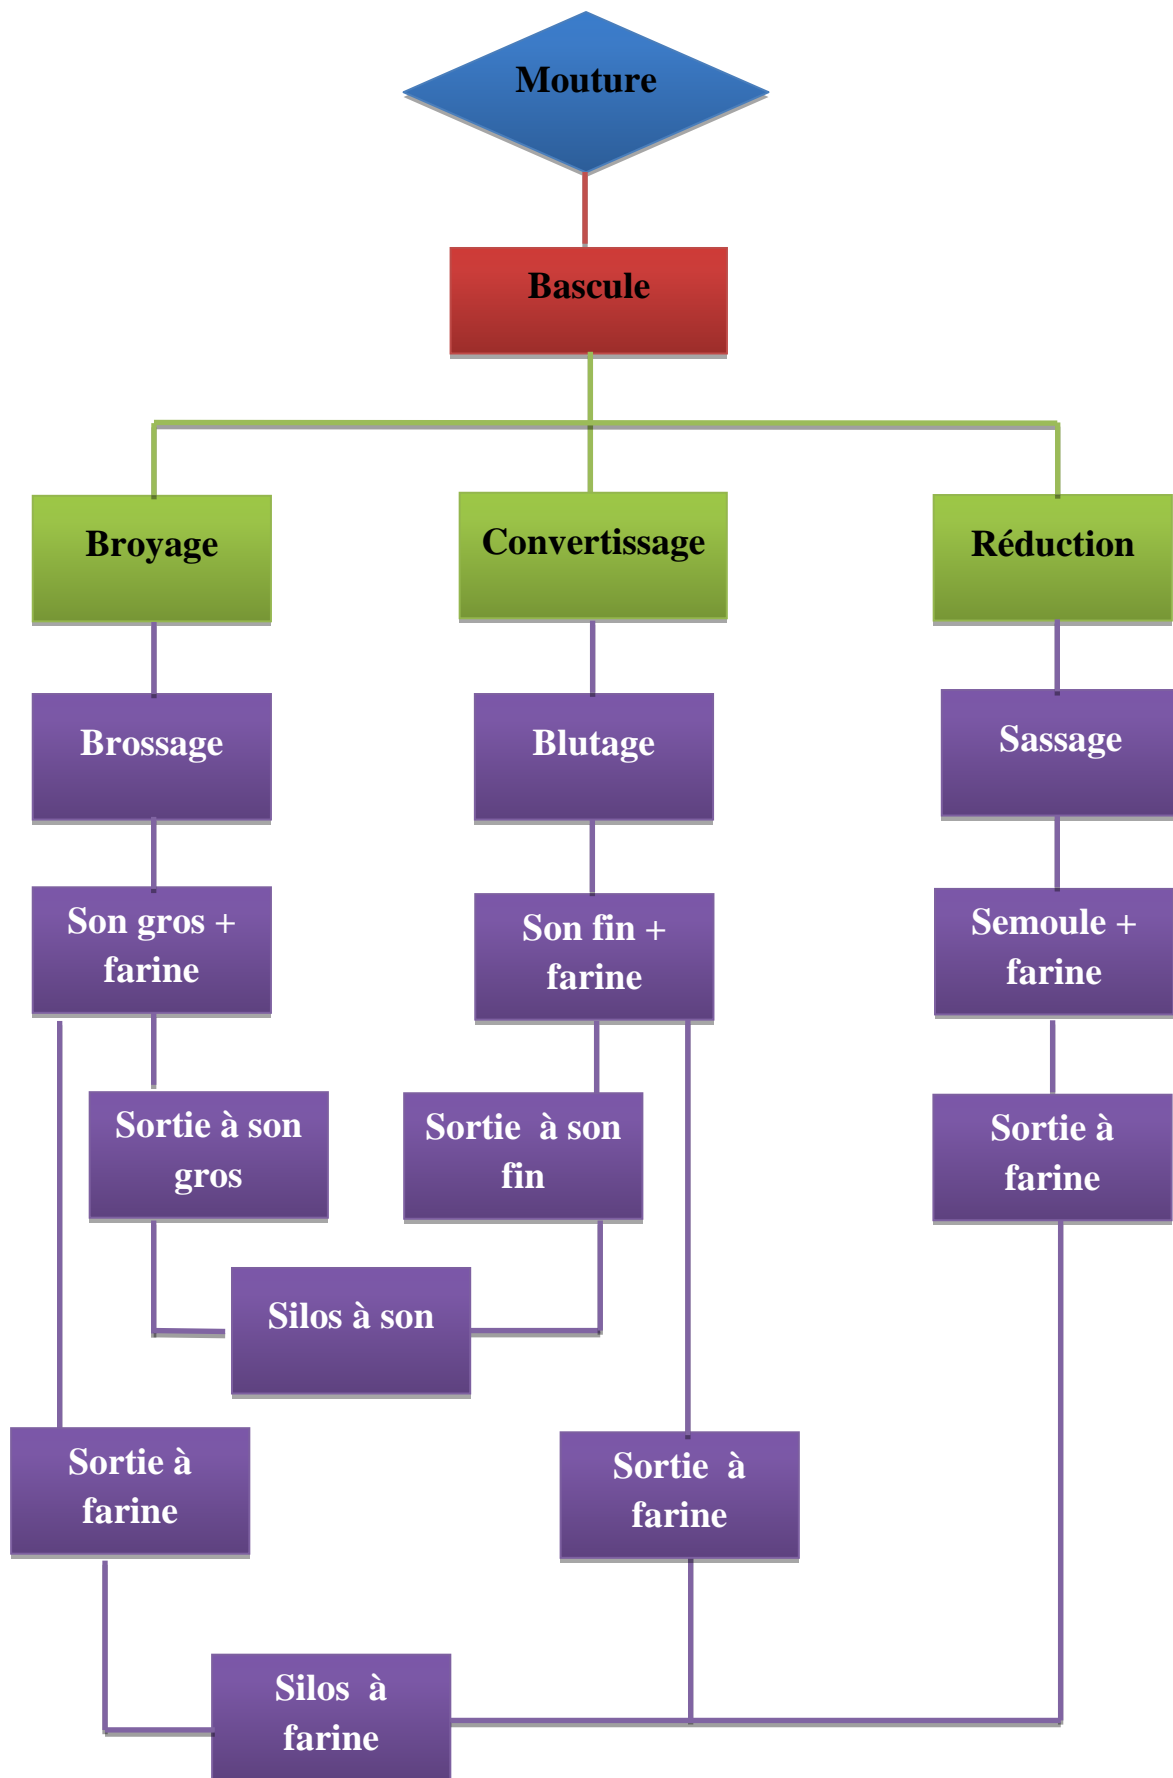 Mouture
Bascule
Broyage
Convertissage
Réduction
Brossage
Blutage
Sassage
Son gros +
farine
Son fin +
farine
Semoule +
farine
Sortie à son
gros
Sortie à son
fin
Sortie à
farine
Silos à son
Sortie à
farine
Sortie à
farine
Silos à
farine